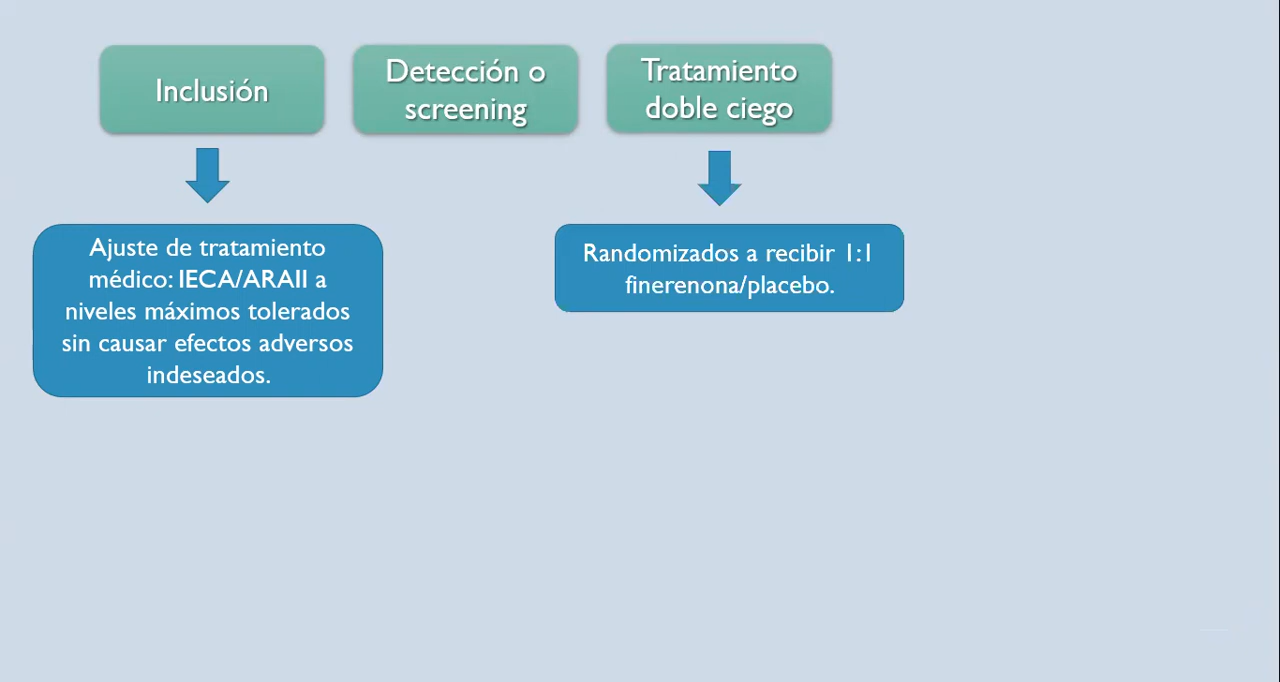 Inclusión
Detección o
screening
Tratamiento
doble ciego
Ajuste de tratamiento
médico: IECA/ARAII a
niveles máximos tolerados
sin causar efectos adversos
indeseados.
Randomizados a recibir 1:1
finerenona/placebo.